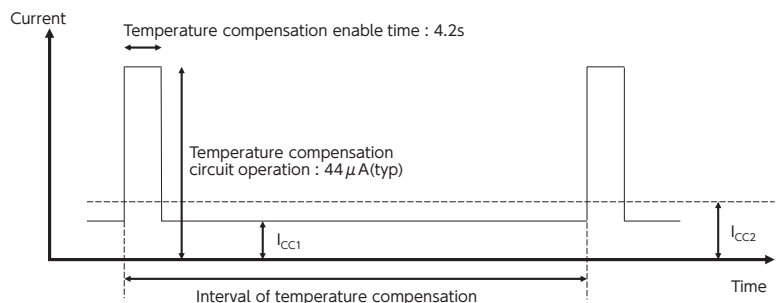 Current
Temperature compensation enable time : 4.2s
Temperature compensation
circuit operation : 44μA(typ)
ICC1
ICC2
Time
Interval of temperature compensation